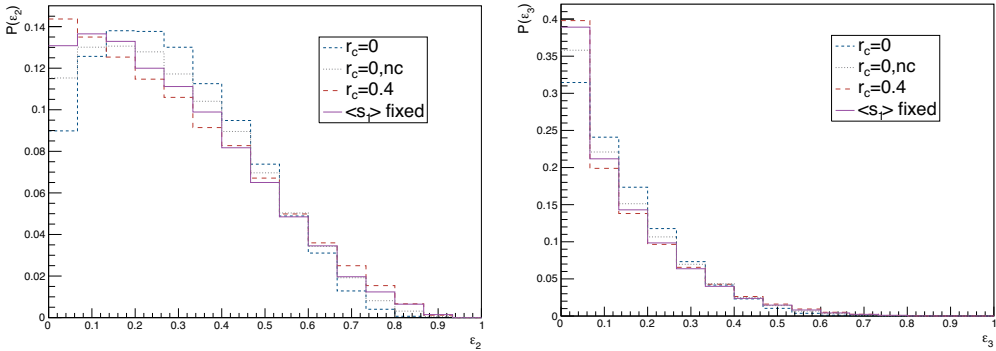 P(ε₂)
0.14
0.12
0.1
0.08
0.06
0.04
0.02
0
r_c=0
r_c=0,nc
r_c=0.4
<s₁> fixed
0 0.1 0.2 0.3 0.4 0.5 0.6 0.7 0.8 0.9 1
ε₂
P(ε₃)
0.4
0.35
0.3
0.25
0.2
0.15
0.1
0.05
0
r_c=0
r_c=0,nc
r_c=0.4
<s₁> fixed
0 0.1 0.2 0.3 0.4 0.5 0.6 0.7 0.8 0.9 1
ε₃